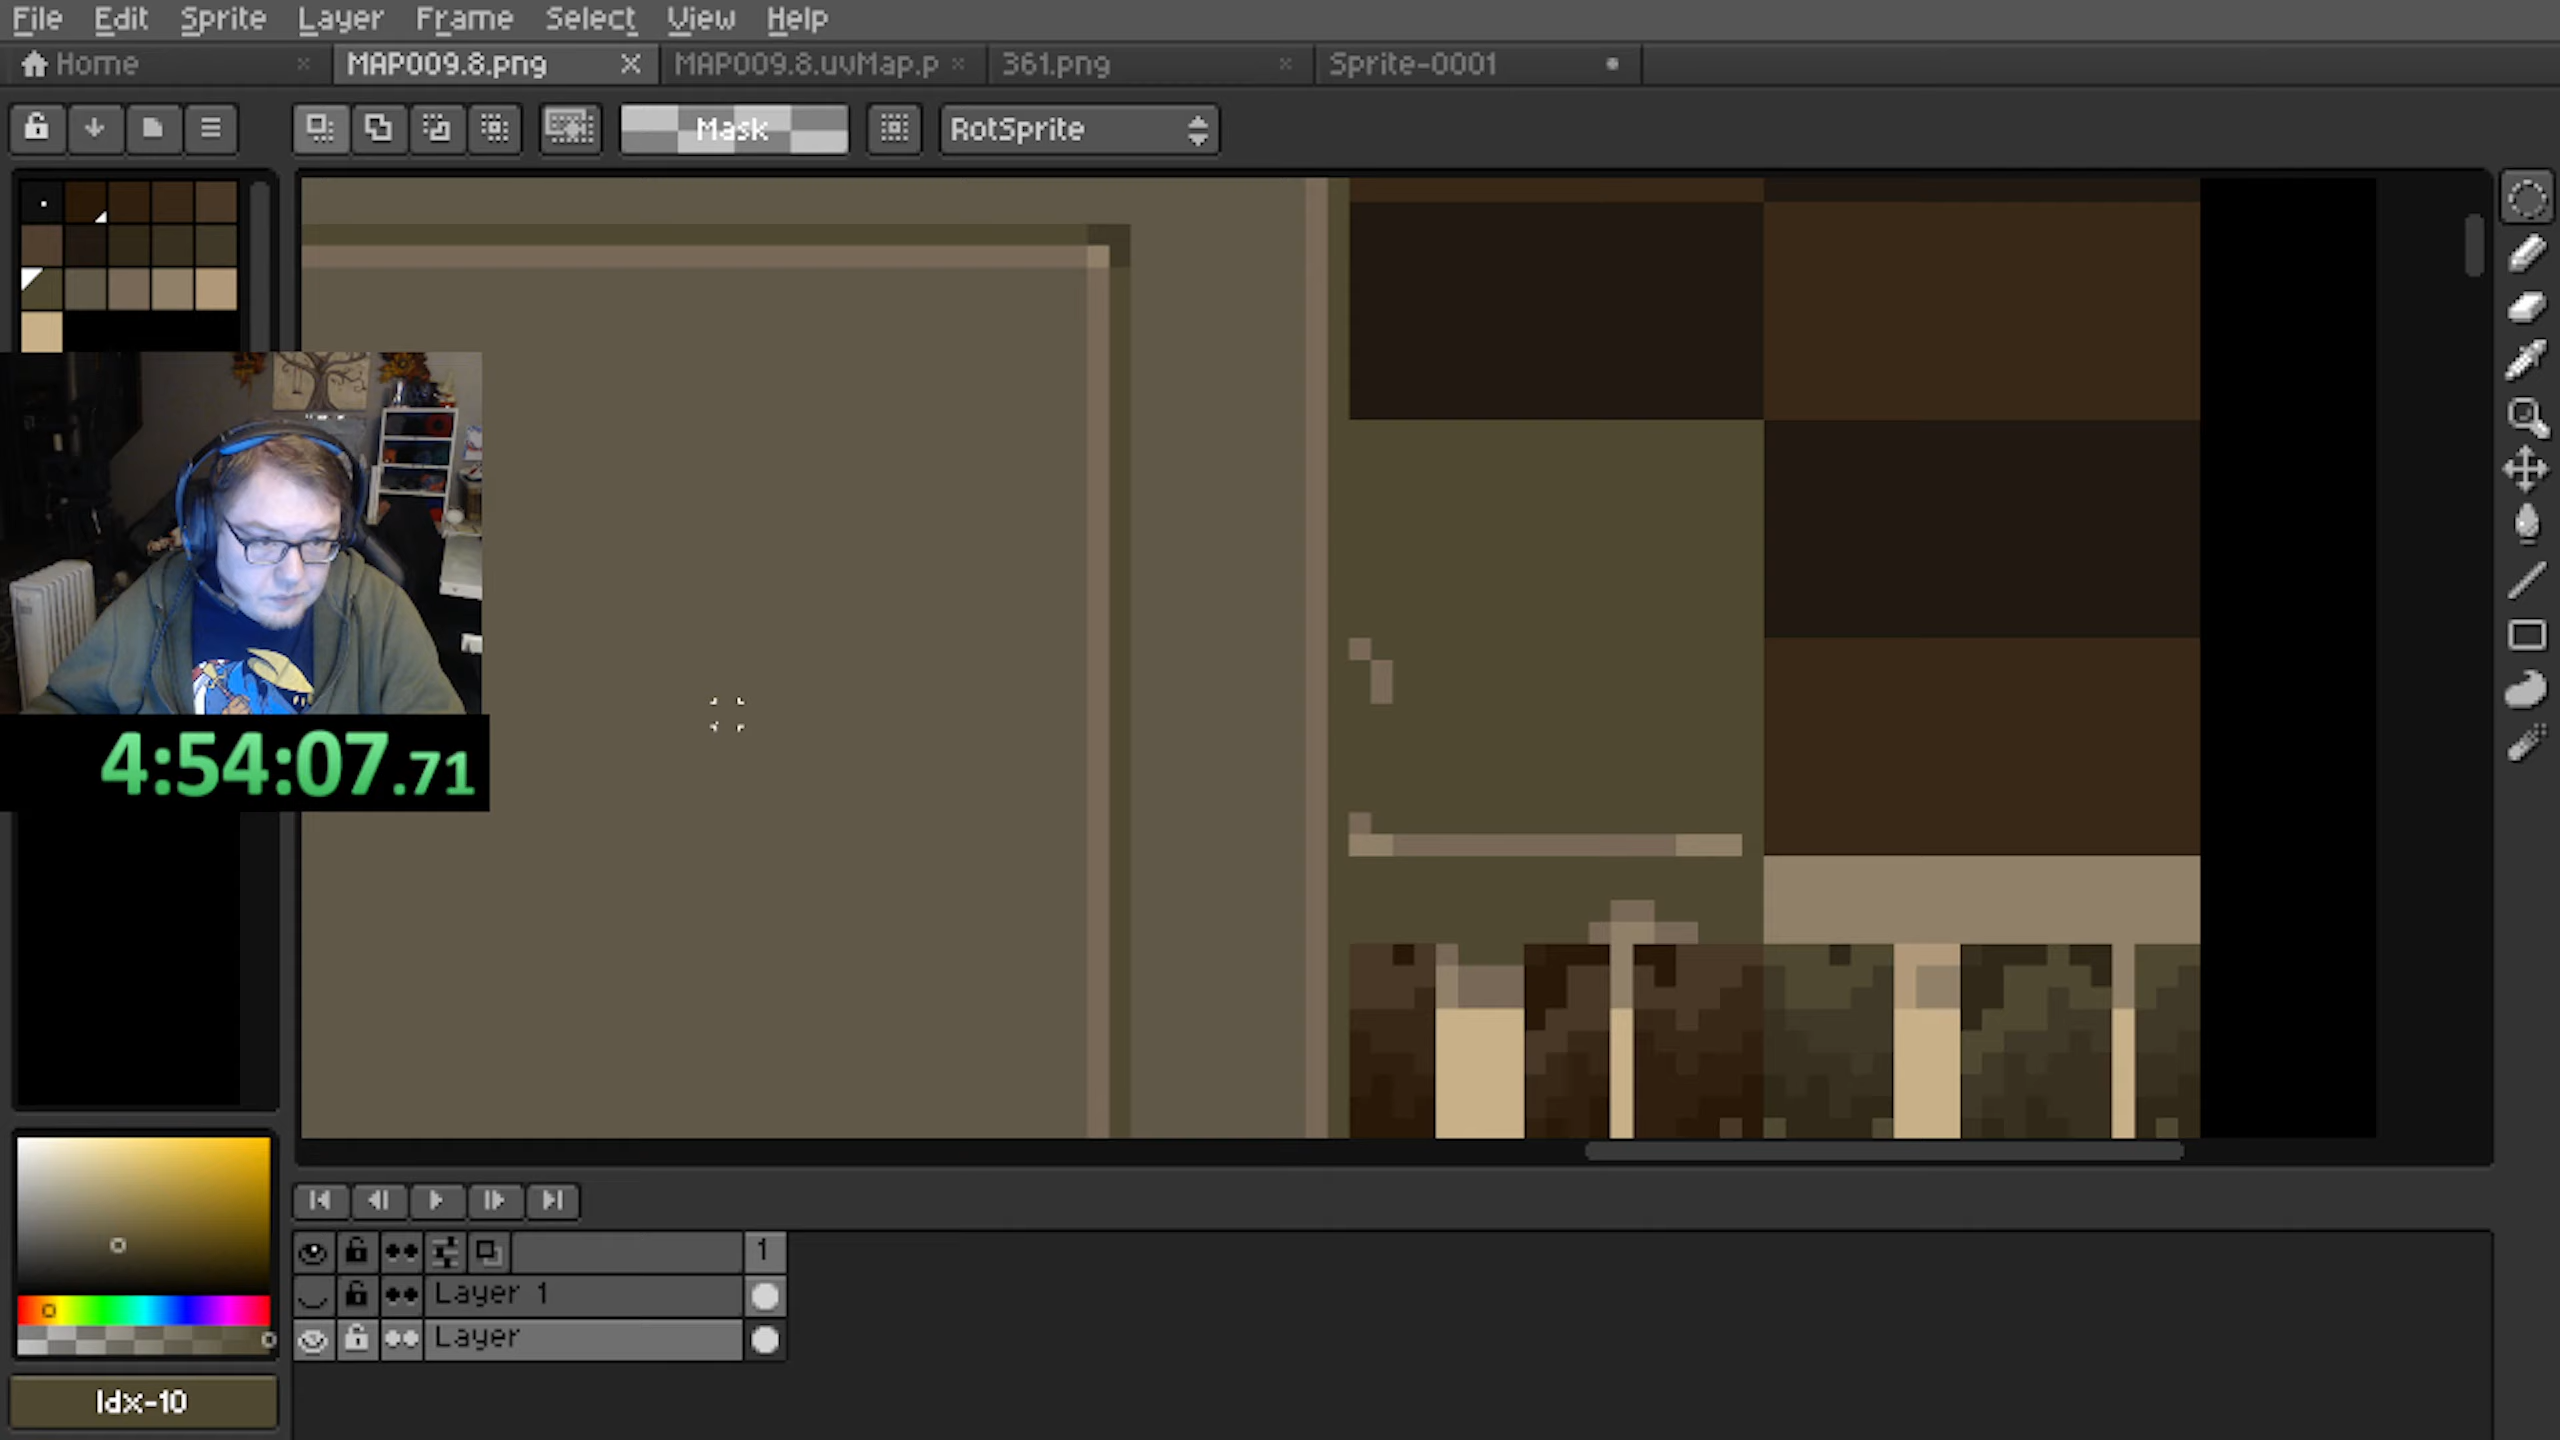 File Edit Sprite Layer Frame Select View Help
Home MAP009.8.png MAP009.8.uvMap.p 361.png Sprite-0001
Mask RotSprite
4:54:07.71
1
Layer 1
Layer
Idx-10